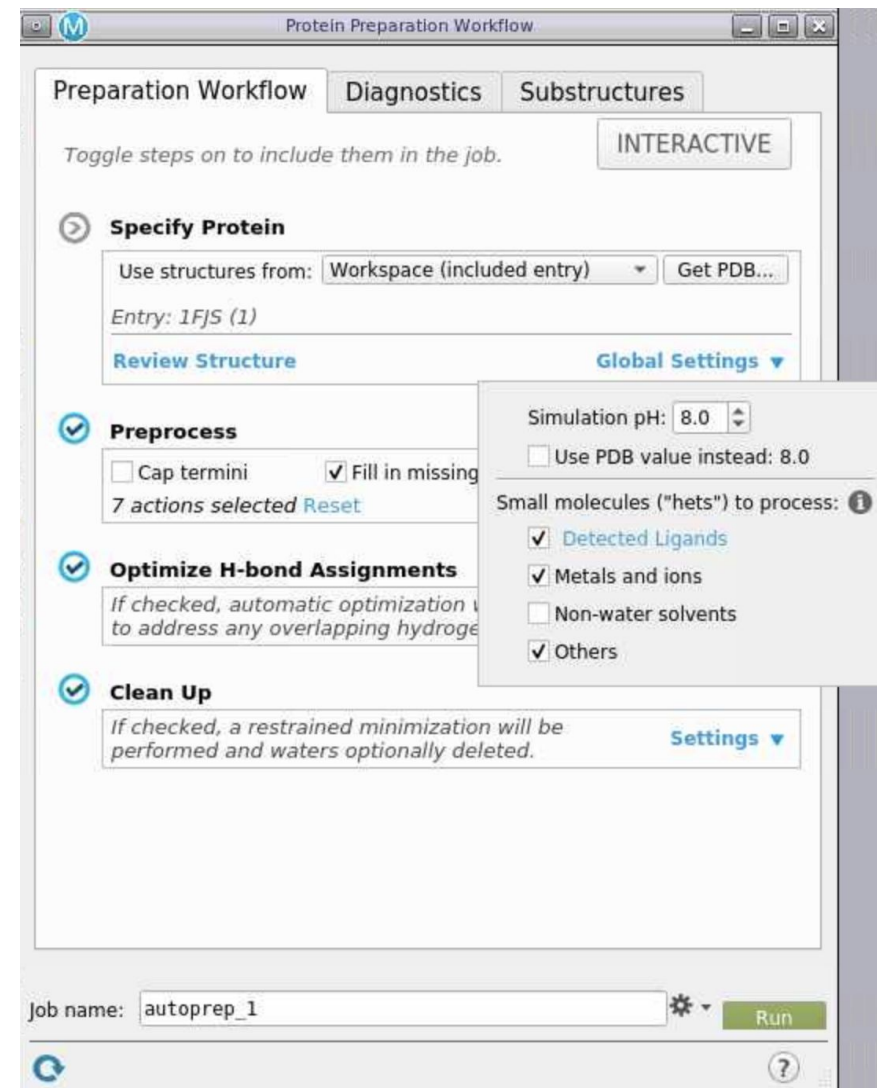 M Protein Preparation Workflow
Preparation Workflow Diagnostics Substructures
Toggle steps on to include them in the job. INTERACTIVE
Specify Protein
Use structures from: Workspace (included entry) Get PDB...
Entry: 1FJS (1)
Review Structure Global Settings
Simulation pH: 8.0
Use PDB value instead: 8.0
Small molecules ("hets") to process: i
Detected Ligands
Metals and ions
Non-water solvents
Others
Preprocess
Cap termini Fill in missing
7 actions selected Reset
Optimize H-bond Assignments
If checked, automatic optimization
to address any overlapping
Clean Up
If checked, a restrained minimization will be
performed and waters optionally deleted. Settings
Job name: autoprep_1 Run
?